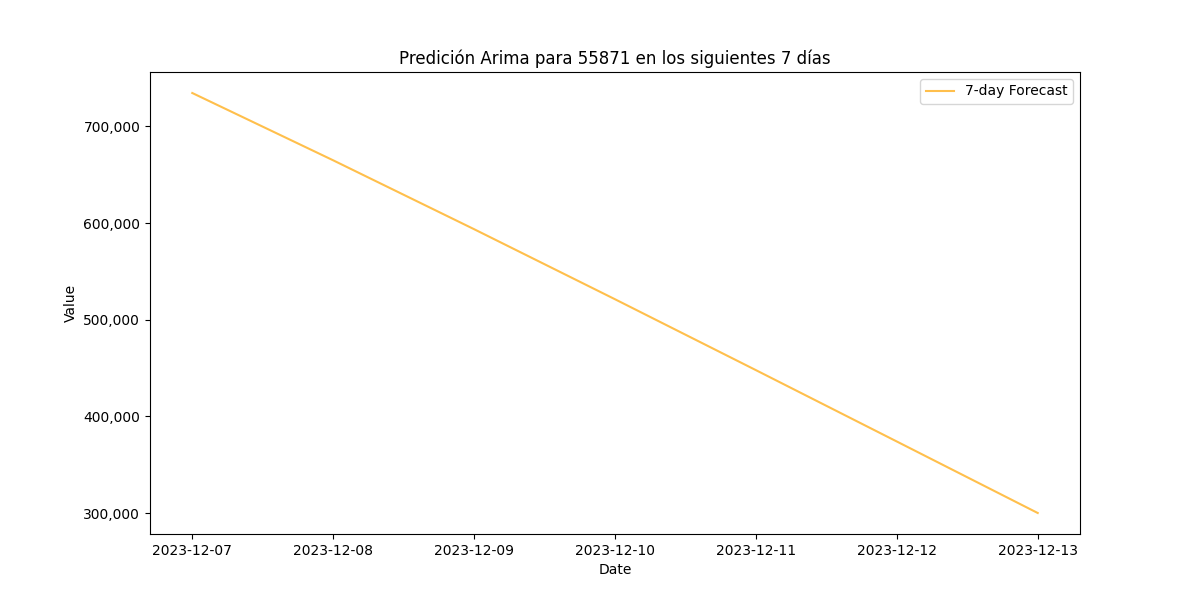 Predición Arima para 55871 en los siguientes 7 días
7-day Forecast
700,000
600,000
500,000
400,000
300,000
Value
2023-12-07 2023-12-08 2023-12-09 2023-12-10 2023-12-11 2023-12-12 2023-12-13
Date